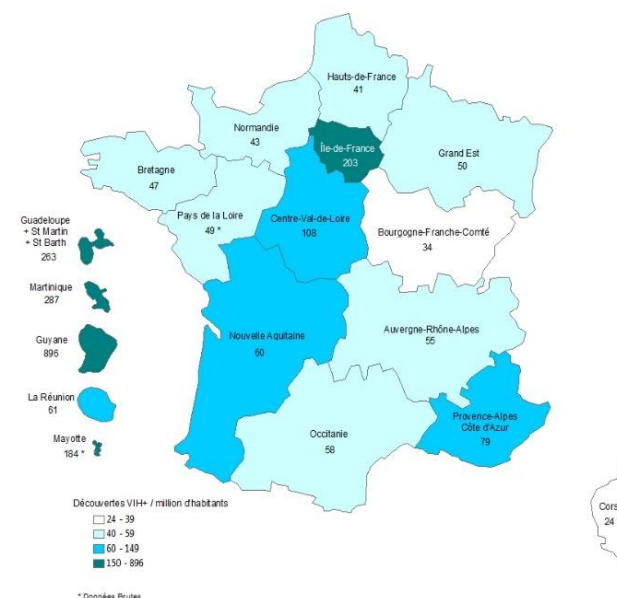 Hauts-de-France
41
Normandie
43
Île-de-France
203
Grand Est
50
Bretagne
47
Pays de la Loire
49 *
Centre-Val-de-Loire
108
Bourgogne-Franche-Comté
34
Guadeloupe
+ St Martin
+ St Barth
263
Martinique
287
Guyane
896
La Réunion
61
Mayotte
184 *
Nouvelle Aquitaine
60
Auvergne-Rhône-Alpes
55
Occitanie
58
Provence-Alpes
Côte d'Azur
79
Cors
24
Découvertes VIH+ / million d'habitants
24 - 39
40 - 59
60 - 149
150 - 896
* Données Brutes